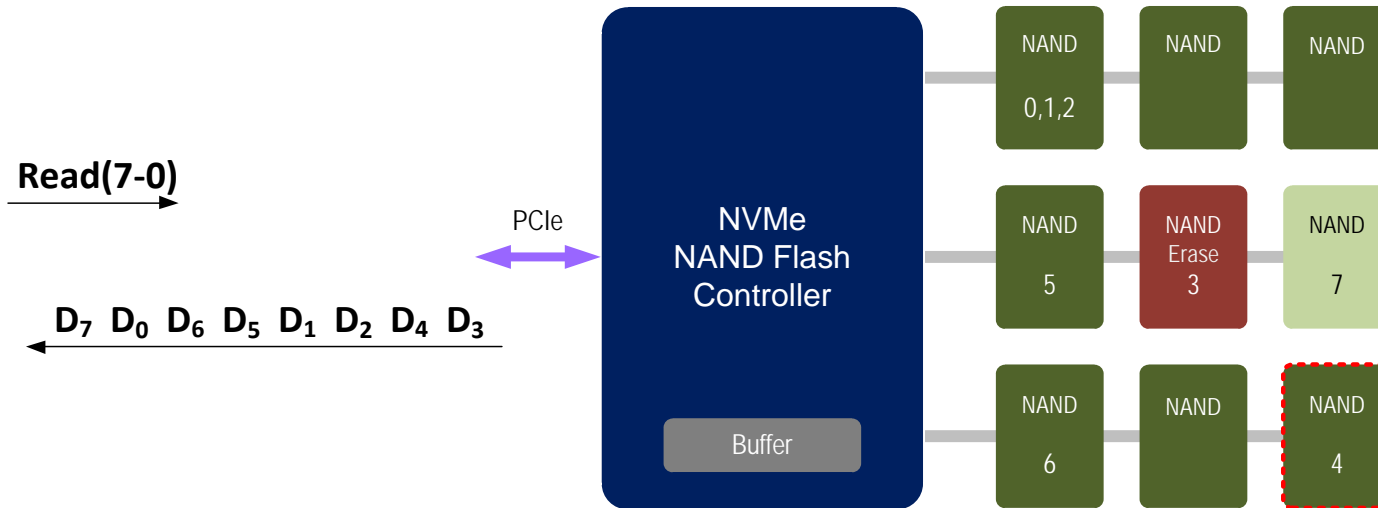 Read(7-0)
D₇ D₀ D₆ D₅ D₁ D₂ D₄ D₃
PCIe
NVMe
NAND Flash
Controller
Buffer
NAND
0,1,2
NAND
NAND
NAND
5
NAND
Erase
3
NAND
7
NAND
6
NAND
NAND
4